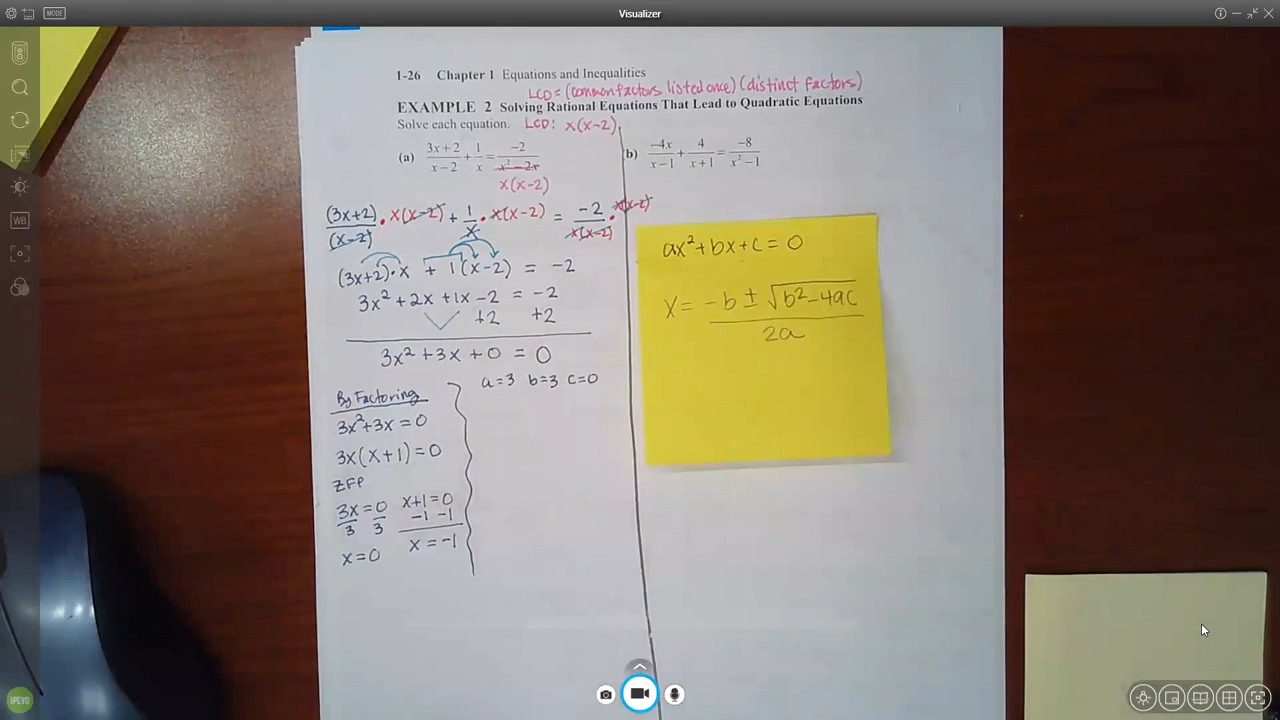 MODE
Visualizer
1-26 Chapter 1 Equations and Inequalities
LCD = (common factors listed once) (distinct factors)
EXAMPLE 2 Solving Rational Equations That Lead to Quadratic Equations
Solve each equation. LCD: x(x-2)
(a) 3x+2/x-2 + 1/x = -2/x²-2x
x(x-2)
(3x+2)/(x-2) • x(x-2) + 1/x • x(x-2) = -2/x(x-2) • x(x-2)
(3x+2)•x + 1(x-2) = -2
3x² + 2x + 1x - 2 = -2
+2 +2
3x² + 3x + 0 = 0
a=3 b=3 c=0
By Factoring
3x²+3x=0
3x(x+1)=0
ZFP
3x=0 x+1=0
3 3 -1 -1
x=0 x=-1
b) -4x/x-1 + 4/x+1 = -8/x²-1
ax²+bx+c=0
x = -b ± √b²-4ac
2a
IPEVO